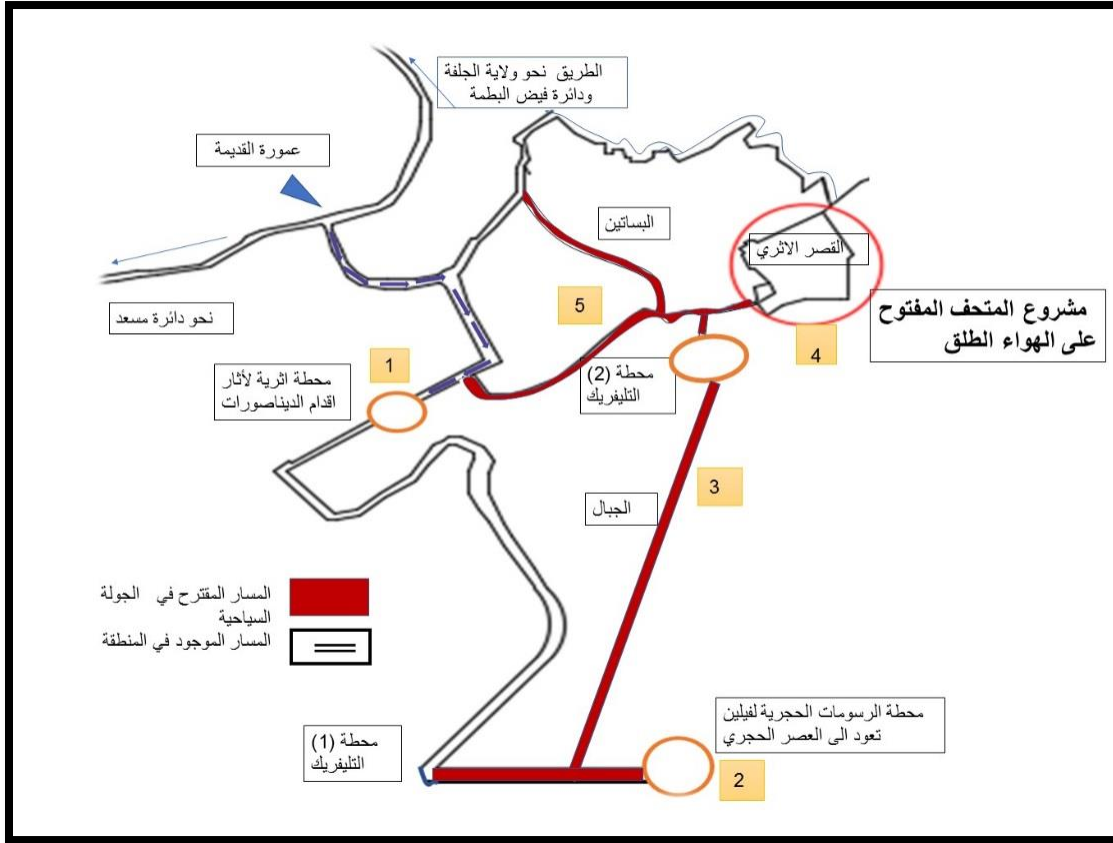 الطريق نحو ولاية الجلفة
ودائرة فيض البطمة
عمورة القديمة
البساتين
القصر الاثري
مشروع المتحف المفتوح
على الهواء الطلق
نحو دائرة مسعد
5
4
1
محطة اثرية لأثار
اقدام الديناصورات
محطة (2)
التليفريك
3
الجبال
المسار المقترح في الجولة
السياحية
المسار الموجود في المنطقة
محطة (1)
التليفريك
محطة الرسومات الحجرية لفيلين
تعود الى العصر الحجري
2